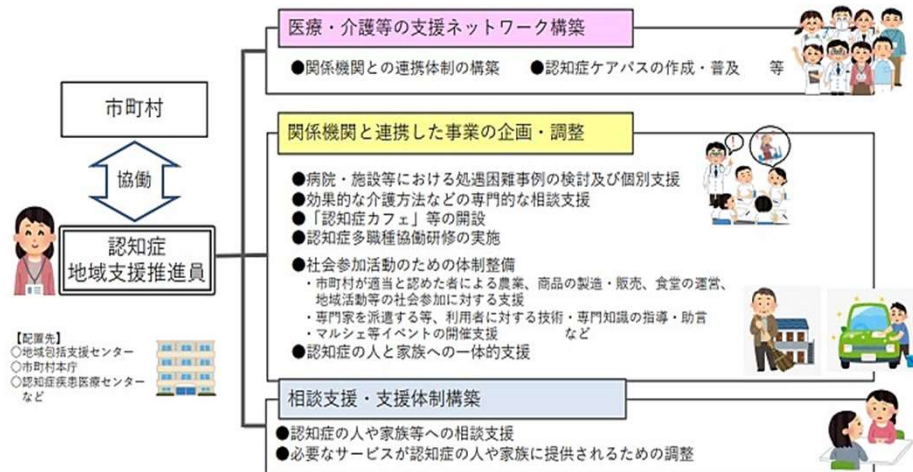 医療・介護等の支援ネットワーク構築
●関係機関との連携体制の構築　●認知症ケアパスの作成・普及　等
市町村
協働
認知症
地域支援推進員
【配置先】
○地域包括支援センター
○市町村本庁
○認知症疾患医療センター
など
関係機関と連携した事業の企画・調整
●病院・施設等における処遇困難事例の検討及び個別支援
●効果的な介護方法などの専門的な相談支援
●「認知症カフェ」等の開設
●認知症多職種協働研修の実施
●社会参加活動のための体制整備
・市町村が適当と認めた者による農業、商品の製造・販売、食堂の運営、
地域活動等の社会参加に対する支援
・専門家を派遣する等、利用者に対する技術・専門知識の指導・助言
・マルシェ等イベントの開催支援　など
●認知症の人と家族への一体的支援
相談支援・支援体制構築
●認知症の人や家族等への相談支援
●必要なサービスが認知症の人や家族に提供されるための調整